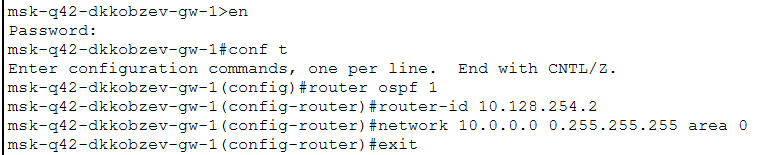 msk-q42-dkkobzev-gw-1>en
Password:
msk-q42-dkkobzev-gw-1#conf t
Enter configuration commands, one per line.  End with CNTL/Z.
msk-q42-dkkobzev-gw-1(config)#router ospf 1
msk-q42-dkkobzev-gw-1(config-router)#router-id 10.128.254.2
msk-q42-dkkobzev-gw-1(config-router)#network 10.0.0.0 0.255.255.255 area 0
msk-q42-dkkobzev-gw-1(config-router)#exit